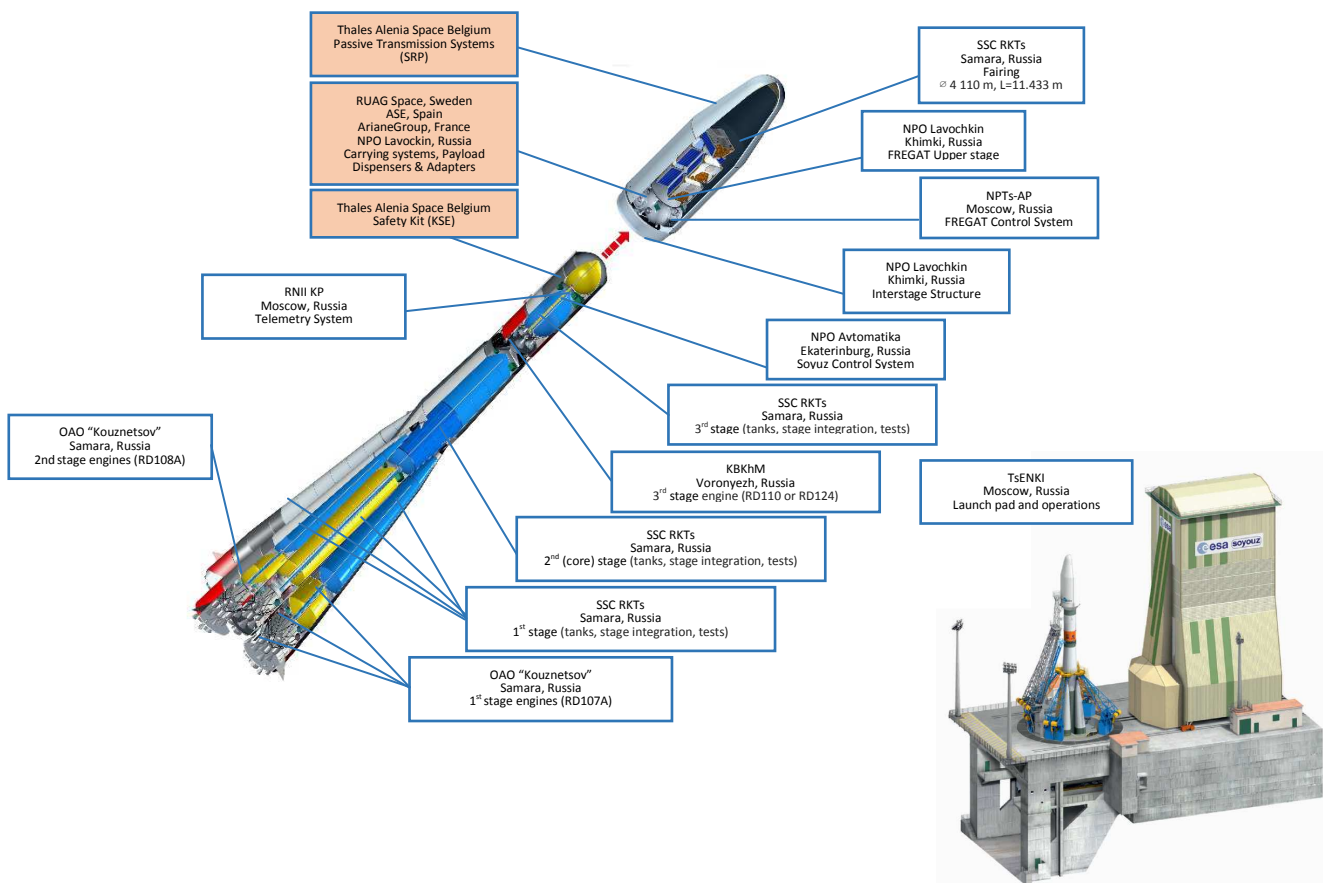 Thales Alenia Space Belgium
Passive Transmission Systems
(SRP)
SSC RKTs
Samara, Russia
Fairing
⌀ 4 110 m, L=11.433 m
RUAG Space, Sweden
ASE, Spain
ArianeGroup, France
NPO Lavockin, Russia
Carrying systems, Payload
Dispensers & Adapters
NPO Lavochkin
Khimki, Russia
FREGAT Upper stage
Thales Alenia Space Belgium
Safety Kit (KSE)
NPTs-AP
Moscow, Russia
FREGAT Control System
NPO Lavochkin
Khimki, Russia
Interstage Structure
RNII KP
Moscow, Russia
Telemetry System
NPO Avtomatika
Ekaterinburg, Russia
Soyuz Control System
SSC RKTs
Samara, Russia
3rd stage (tanks, stage integration, tests)
OAO “Kouznetsov”
Samara, Russia
2nd stage engines (RD108A)
KBKhM
Voronyezh, Russia
3rd stage engine (RD110 or RD124)
TsENKI
Moscow, Russia
Launch pad and operations
SSC RKTs
Samara, Russia
2nd (core) stage (tanks, stage integration, tests)
SSC RKTs
Samara, Russia
1st stage (tanks, stage integration, tests)
OAO “Kouznetsov”
Samara, Russia
1st stage engines (RD107A)
esa soyouz